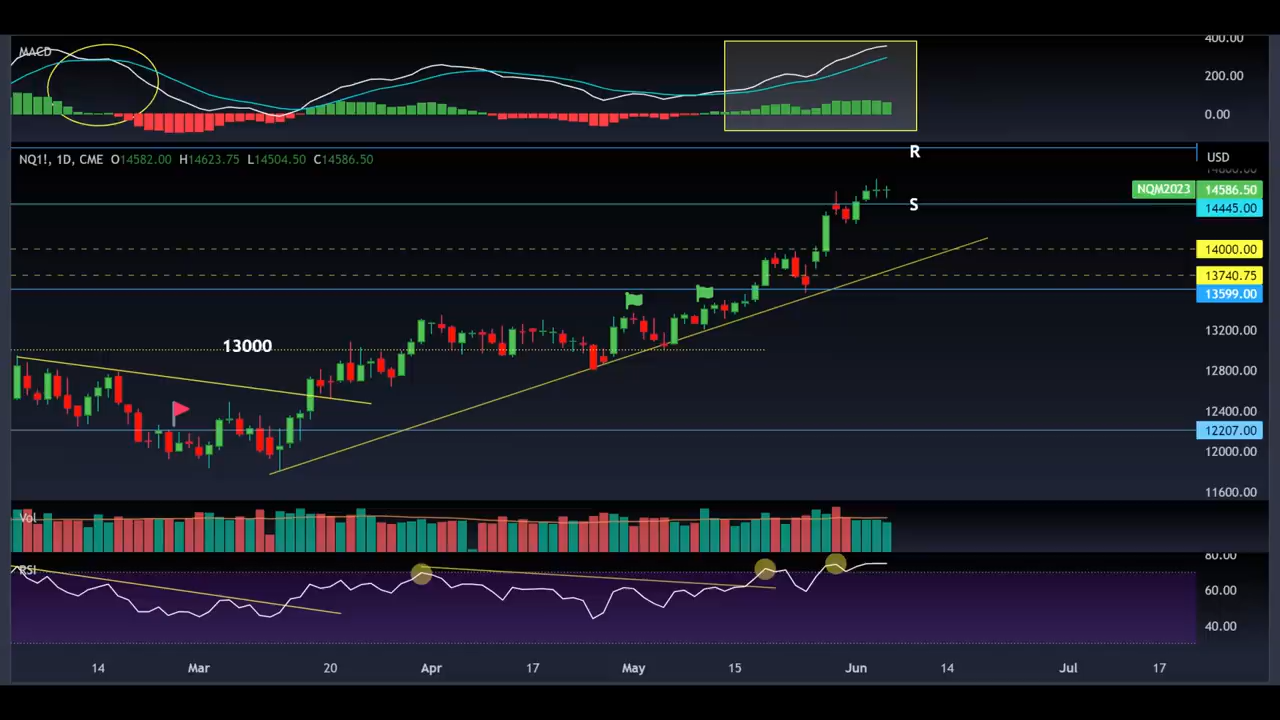 MACD
400.00
200.00
0.00
NQ1!, 1D, CME O14582.00 H14623.75 L14504.50 C14586.50
R
USD
14800.00
NQM2023 14586.50
S
14445.00
14000.00
13740.75
13599.00
13200.00
13000
12800.00
12400.00
12207.00
12000.00
11600.00
Vol
RSI
80.00
60.00
40.00
14 Mar 20 Apr 17 May 15 Jun 14 Jul 17